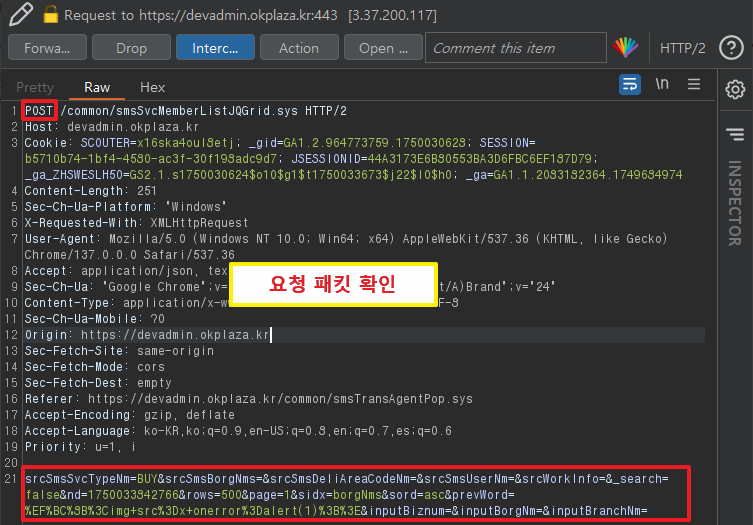 Request to https://devadmin.okplaza.kr:443 [3.37.200.117]
Forwa... Drop Interc... Action Open ... Comment this item HTTP/2
Pretty Raw Hex \n
1 POST /common/smsSvcMemberListJQGrid.sys HTTP/2
2 Host: devadmin.okplaza.kr
3 Cookie: SCOUTER=x16ska4oul8etj; _gid=GA1.2.964773759.1750030628; SESSION=
b5710b74-1bf4-4580-ac3f-30f198adc9d7; JSESSIONID=44A3173E6B80553BA3D6FBC6EF187D79;
_ga_ZHSWESLH50=GS2.1.s1750030624$o10$g1$t1750033673$j22$l0$h0; _ga=GA1.1.2083182364.1749684974
4 Content-Length: 251
5 Sec-Ch-Ua-Platform: "Windows"
6 X-Requested-With: XMLHttpRequest
7 User-Agent: Mozilla/5.0 (Windows NT 10.0; Win64; x64) AppleWebKit/537.36 (KHTML, like Gecko)
Chrome/137.0.0.0 Safari/537.36
8 Accept: application/json, tex
9 Sec-Ch-Ua: "Google Chrome";v= t/A)Brand";v="24"
10 Content-Type: application/x-w F-8
요청 패킷 확인
11 Sec-Ch-Ua-Mobile: ?0
12 Origin: https://devadmin.okplaza.kr
13 Sec-Fetch-Site: same-origin
14 Sec-Fetch-Mode: cors
15 Sec-Fetch-Dest: empty
16 Referer: https://devadmin.okplaza.kr/common/smsTransAgentPop.sys
17 Accept-Encoding: gzip, deflate
18 Accept-Language: ko-KR,ko;q=0.9,en-US;q=0.8,en;q=0.7,es;q=0.6
19 Priority: u=1, i
20
21 srcSmsSvcTypeNm=BUY&srcSmsBorgNms=&srcSmsDeliAreaCodeNm=&srcSmsUserNm=&srcWorkInfo=&_search=
false&nd=1750033842766&rows=500&page=1&sidx=borgNms&sord=asc&prevWord=
%EF%BC%9B%3Cimg+src%3Dx+onerror%3Dalert(1)%3B%3E&inputBiznum=&inputBorgNm=&inputBranchNm=
INSPECTOR